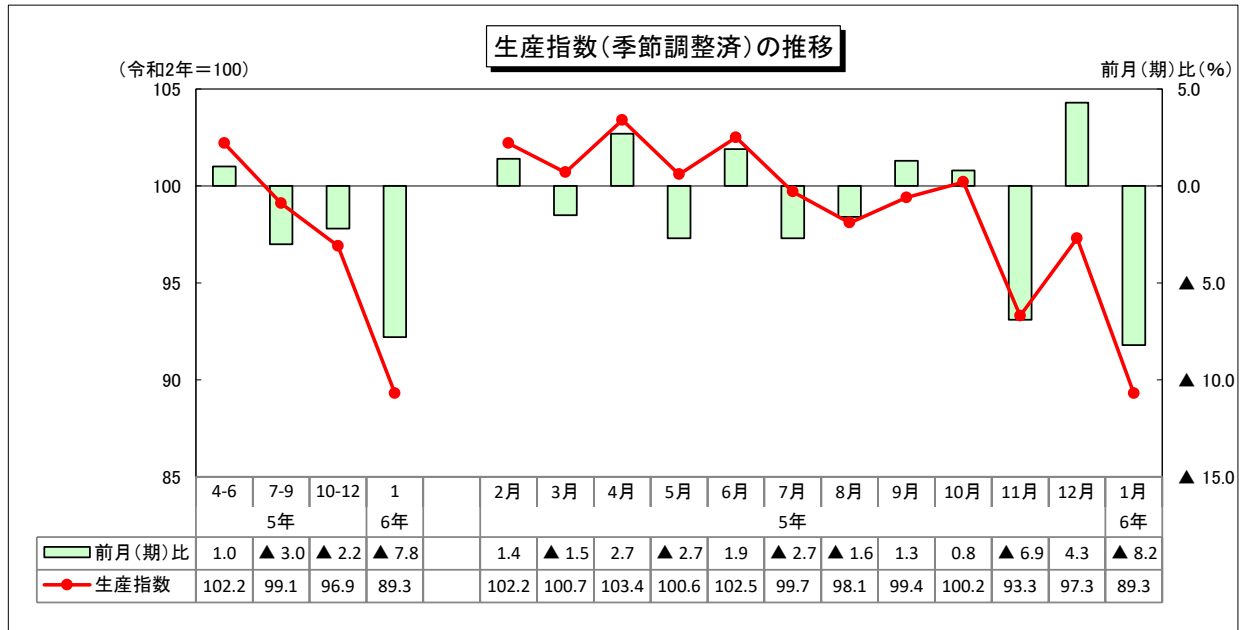 生産指数(季節調整済)の推移
(令和2年=100)
前月(期)比(%)
105
100
95
90
85
5.0
0.0
▲ 5.0
▲ 10.0
▲ 15.0
4-6 7-9 10-12 1 2月 3月 4月 5月 6月 7月 8月 9月 10月 11月 12月 1月
5年 6年 5年 6年
前月(期)比 1.0 ▲ 3.0 ▲ 2.2 ▲ 7.8 1.4 ▲ 1.5 2.7 ▲ 2.7 1.9 ▲ 2.7 ▲ 1.6 1.3 0.8 ▲ 6.9 4.3 ▲ 8.2
生産指数 102.2 99.1 96.9 89.3 102.2 100.7 103.4 100.6 102.5 99.7 98.1 99.4 100.2 93.3 97.3 89.3